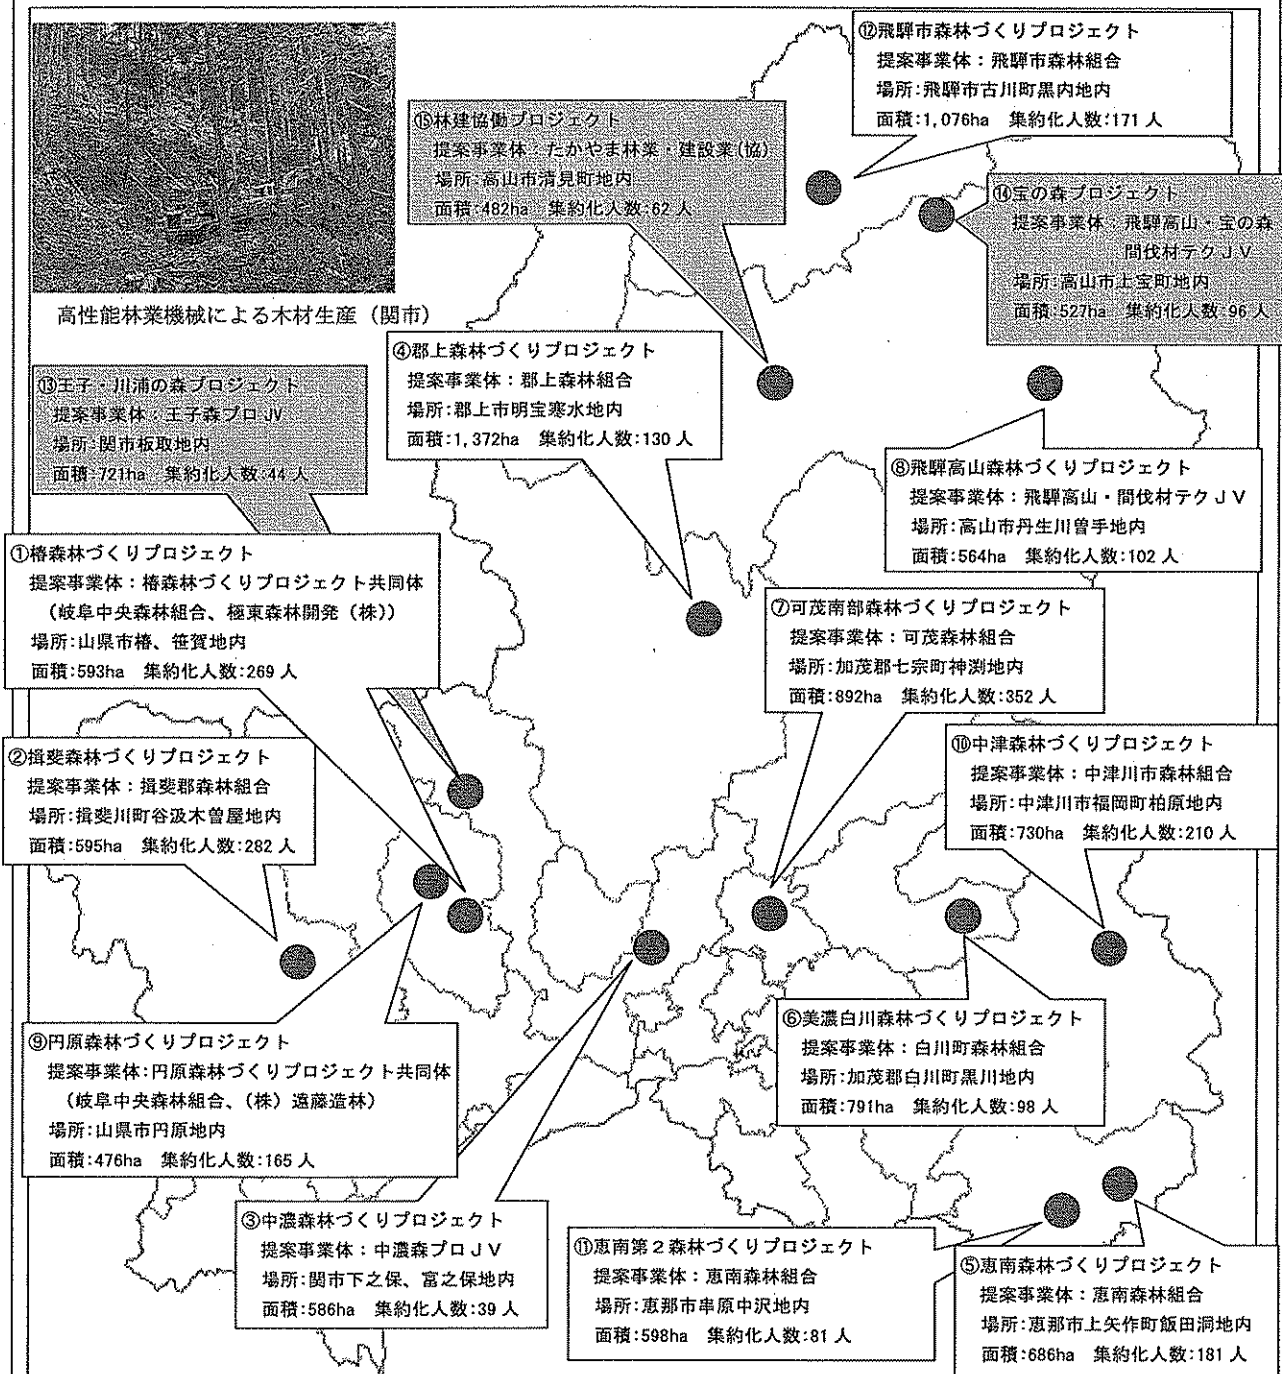 ⑫飛騨市森林づくりプロジェクト
提案事業体：飛騨市森林組合
場所:飛騨市古川町黒内地内
面積:1,076ha 集約化人数:171 人
⑮林建協働プロジェクト
提案事業体：たかやま林業・建設業(協)
場所:高山市清見町地内
面積:482ha 集約化人数:62 人
⑭宝の森プロジェクト
提案事業体：飛騨高山・宝の森
間伐材テクＪＶ
場所:高山市上宝町地内
面積:527ha 集約化人数:96 人
高性能林業機械による木材生産（関市）
④郡上森林づくりプロジェクト
提案事業体：郡上森林組合
場所:郡上市明宝寒水地内
面積:1,372ha 集約化人数:130 人
⑬王子・川浦の森プロジェクト
提案事業体：王子森プロJV
場所:関市板取地内
面積:721ha 集約化人数:44 人
⑧飛騨高山森林づくりプロジェクト
提案事業体：飛騨高山・間伐材テクＪＶ
場所:高山市丹生川曽手地内
面積:564ha 集約化人数:102 人
①椿森林づくりプロジェクト
提案事業体：椿森林づくりプロジェクト共同体
（岐阜中央森林組合、極東森林開発（株））
場所:山県市椿、笹賀地内
面積:593ha 集約化人数:269 人
⑦可茂南部森林づくりプロジェクト
提案事業体：可茂森林組合
場所:加茂郡七宗町神渕地内
面積:892ha 集約化人数:352 人
②揖斐森林づくりプロジェクト
提案事業体：揖斐郡森林組合
場所:揖斐川町谷汲木曽屋地内
面積:595ha 集約化人数:282 人
⑩中津森林づくりプロジェクト
提案事業体：中津川市森林組合
場所:中津川市福岡町柏原地内
面積:730ha 集約化人数:210 人
⑨円原森林づくりプロジェクト
提案事業体:円原森林づくりプロジェクト共同体
（岐阜中央森林組合、（株）遠藤造林）
場所:山県市円原地内
面積:476ha 集約化人数:165 人
⑥美濃白川森林づくりプロジェクト
提案事業体：白川町森林組合
場所:加茂郡白川町黒川地内
面積:791ha 集約化人数:98 人
③中濃森林づくりプロジェクト
提案事業体：中濃森プロＪＶ
場所:関市下之保、富之保地内
面積:586ha 集約化人数:39 人
⑪恵南第２森林づくりプロジェクト
提案事業体：恵南森林組合
場所:恵那市串原中沢地内
面積:598ha 集約化人数:81 人
⑤恵南森林づくりプロジェクト
提案事業体：恵南森林組合
場所:恵那市上矢作町飯田洞地内
面積:686ha 集約化人数:181 人